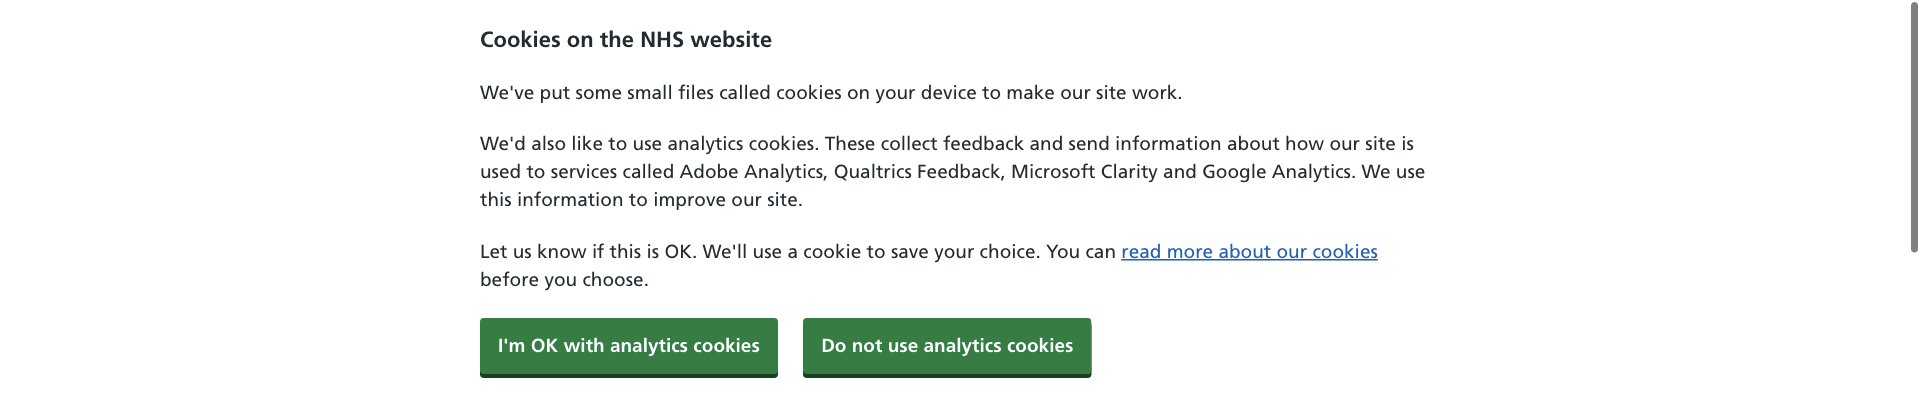 Cookies on the NHS website
We've put some small files called cookies on your device to make our site work.
We'd also like to use analytics cookies. These collect feedback and send information about how our site is
used to services called Adobe Analytics, Qualtrics Feedback, Microsoft Clarity and Google Analytics. We use
this information to improve our site.
Let us know if this is OK. We'll use a cookie to save your choice. You can read more about our cookies
before you choose.
I'm OK with analytics cookies
Do not use analytics cookies